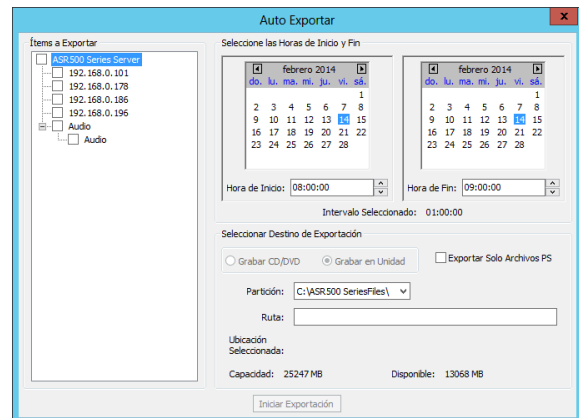 Auto Exportar
x
Ítems a Exportar
ASR500 Series Server
192.168.0.101
192.168.0.178
192.168.0.186
192.168.0.196
Audio
Audio
Seleccione las Horas de Inicio y Fin
febrero 2014
do. lu. ma. mi. ju. vi. sá.
1
2 3 4 5 6 7 8
9 10 11 12 13 14 15
16 17 18 19 20 21 22
23 24 25 26 27 28
Hora de Inicio: 08:00:00
febrero 2014
do. lu. ma. mi. ju. vi. sá.
1
2 3 4 5 6 7 8
9 10 11 12 13 14 15
16 17 18 19 20 21 22
23 24 25 26 27 28
Hora de Fin: 09:00:00
Intervalo Seleccionado: 01:00:00
Seleccionar Destino de Exportación
Grabar CD/DVD Grabar en Unidad Exportar Solo Archivos PS
Partición: C:\ASR500 SeriesFiles\
Ruta:
Ubicación
Seleccionada:
Capacidad: 25247 MB Disponible: 13068 MB
Iniciar Exportación